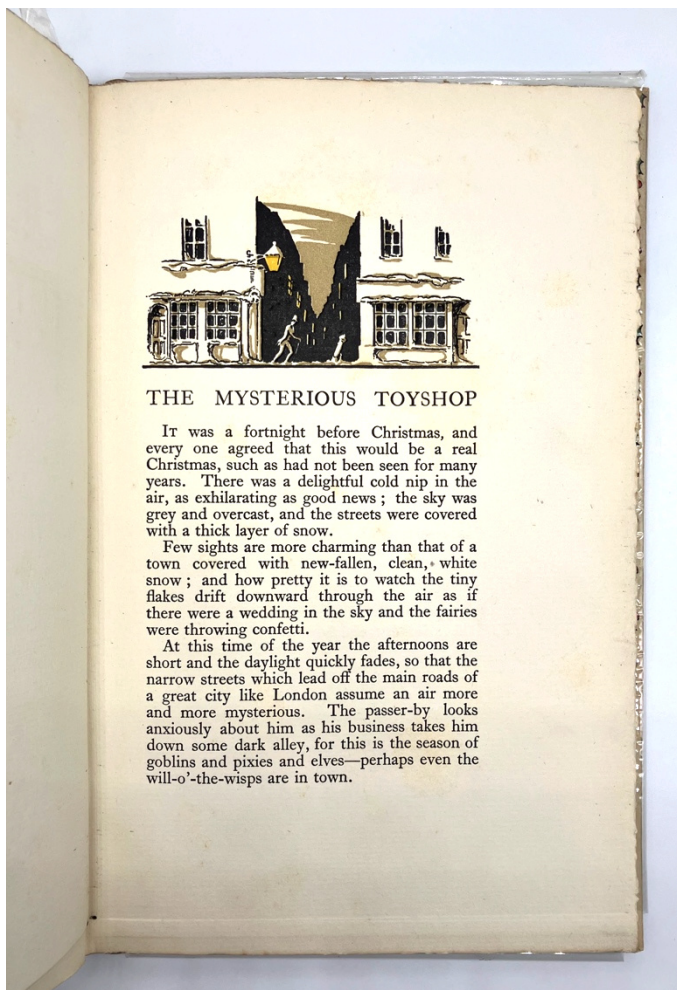 THE MYSTERIOUS TOYSHOP
IT was a fortnight before Christmas, and
every one agreed that this would be a real
Christmas, such as had not been seen for many
years. There was a delightful cold nip in the
air, as exhilarating as good news ; the sky was
grey and overcast, and the streets were covered
with a thick layer of snow.
Few sights are more charming than that of a
town covered with new-fallen, clean, white
snow ; and how pretty it is to watch the tiny
flakes drift downward through the air as if
there were a wedding in the sky and the fairies
were throwing confetti.
At this time of the year the afternoons are
short and the daylight quickly fades, so that the
narrow streets which lead off the main roads of
a great city like London assume an air more
and more mysterious. The passer-by looks
anxiously about him as his business takes him
down some dark alley, for this is the season of
goblins and pixies and elves—perhaps even the
will-o'-the-wisps are in town.